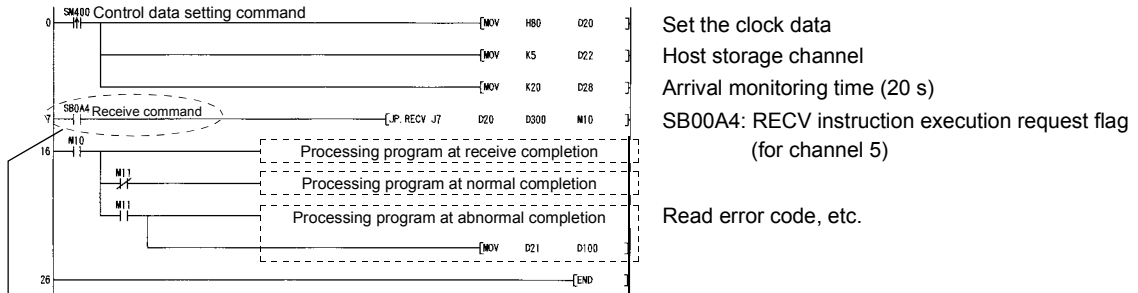 SM400 Control data setting command
0 [MOV H80 D20 ] Set the clock data
[MOV K5 D22 ] Host storage channel
[MOV K20 D28 ] Arrival monitoring time (20 s)
SB0A4 Receive command
7 [JP.RECV J7 D20 D300 M10 ] SB00A4: RECV instruction execution request flag
(for channel 5)
M10
16 Processing program at receive completion
M11
Processing program at normal completion
M11
Processing program at abnormal completion Read error code, etc.
[MOV D21 D100 ]
26 [END ]